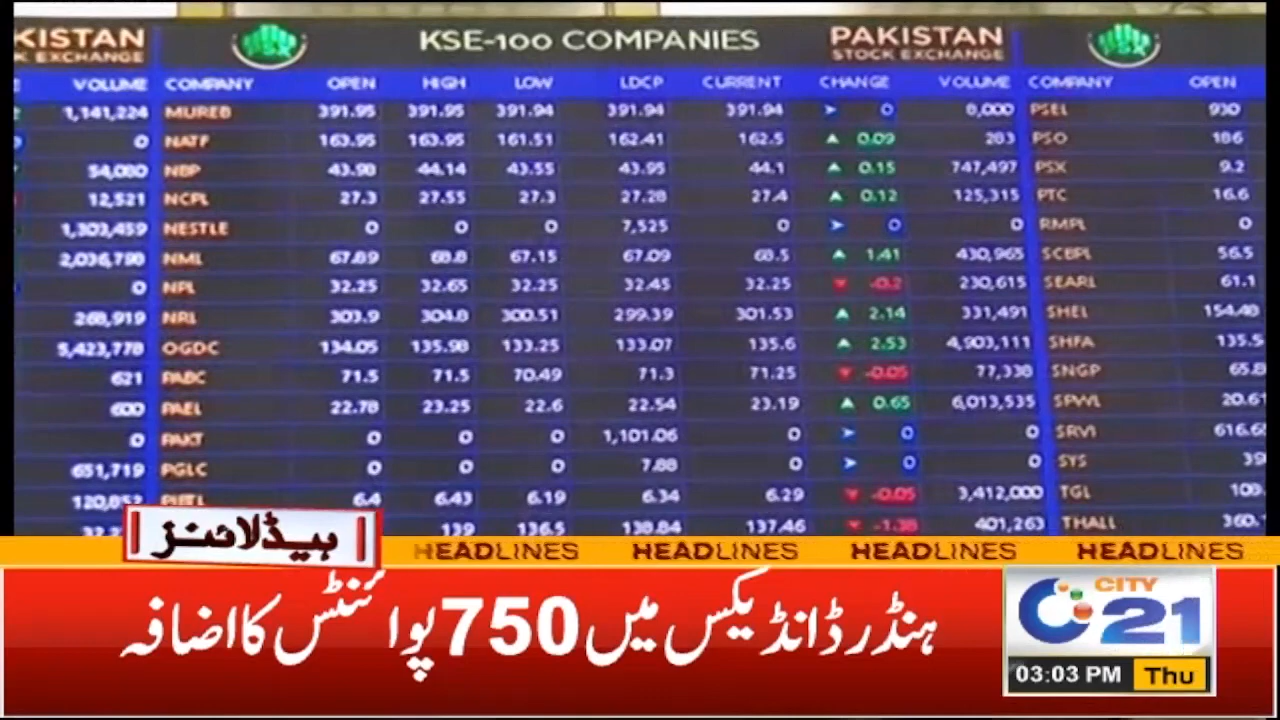 KISTAN KSE-100 COMPANIES PAKISTAN
K EXCHANGE STOCK EXCHANGE
VOLUME COMPANY OPEN HIGH LOW LDCP CURRENT CHANGE VOLUME COMPANY OPEN
1,141,224 MUREB 391.95 391.95 391.94 391.94 391.94 0 8,000 PSEL 930
0 NATF 163.95 163.95 161.51 162.41 162.5 0.09 283 PSO 186
54,080 NBP 43.98 44.14 43.55 43.95 44.1 0.15 747,497 PSX 9.2
12,521 NCPL 27.3 27.55 27.3 27.28 27.4 0.12 125,315 PTC 16.6
1,303,459 NESTLE 0 0 0 7,525 0 0 0 RMPL 0
2,036,798 NML 67.89 68.8 67.15 67.09 68.5 1.41 430,965 SCBPL 56.5
0 NPL 32.25 32.65 32.25 32.45 32.25 -0.2 230,615 SEARL 61.1
268,919 NRL 303.9 304.8 300.51 299.39 301.53 2.14 331,491 SHEL 154.48
5,423,778 OGDC 134.05 135.98 133.25 133.07 135.6 2.53 4,903,111 SHFA 135.5
621 PABC 71.5 71.5 70.49 71.3 71.25 -0.05 77,338 SNGP 65.8
600 PAEL 22.78 23.25 22.6 22.54 23.19 0.65 6,013,535 SPWL 20.61
0 PAKT 0 0 0 1,101.06 0 0 0 SRVI 616.65
651,719 PGLC 0 0 0 7.88 0 0 0 SYS 39
120,852 6.4 6.43 6.19 6.34 6.29 -0.05 3,412,000 TGL 108.
139 136.5 138.84 137.46 -1.38 401,263 THALL 360.1
ہیڈلائنز HEADLINES HEADLINES HEADLINES HEADLINES
ہنڈرڈ انڈیکس میں 750 پوائنٹس کا اضافہ
CITY
21
03:03 PM Thu